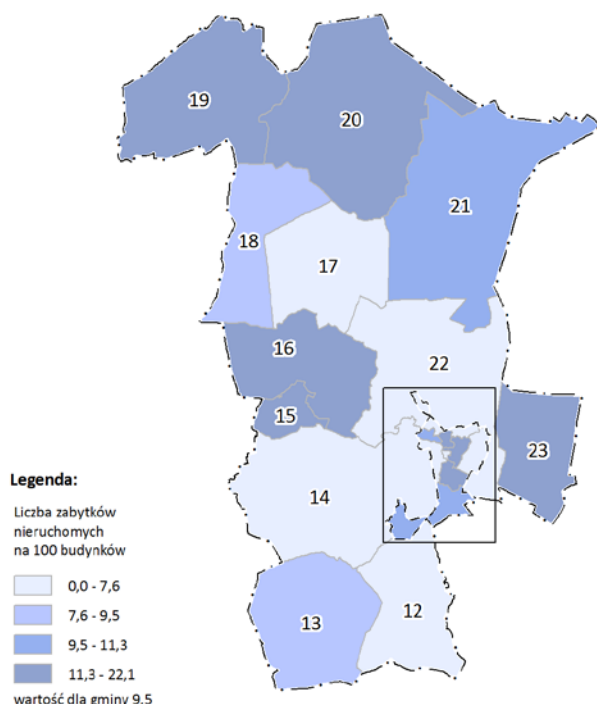 19
20
21
18
17
16
22
15
23
14
13
12
Legenda:
Liczba zabytków
nieruchomych
na 100 budynków
0,0 - 7,6
7,6 - 9,5
9,5 - 11,3
11,3 - 22,1
wartość dla gminy 9,5